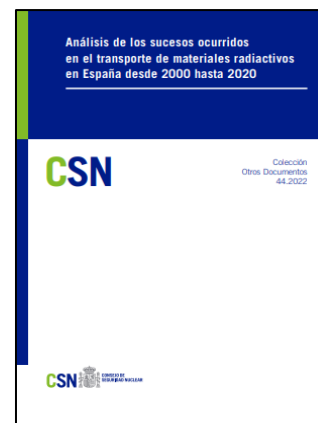 Análisis de los sucesos ocurridos
en el transporte de materiales radiactivos
en España desde 2000 hasta 2020
CSN
Colección
Otros Documentos
44.2022
CSN
CONSEJO DE
SEGURIDAD NUCLEAR